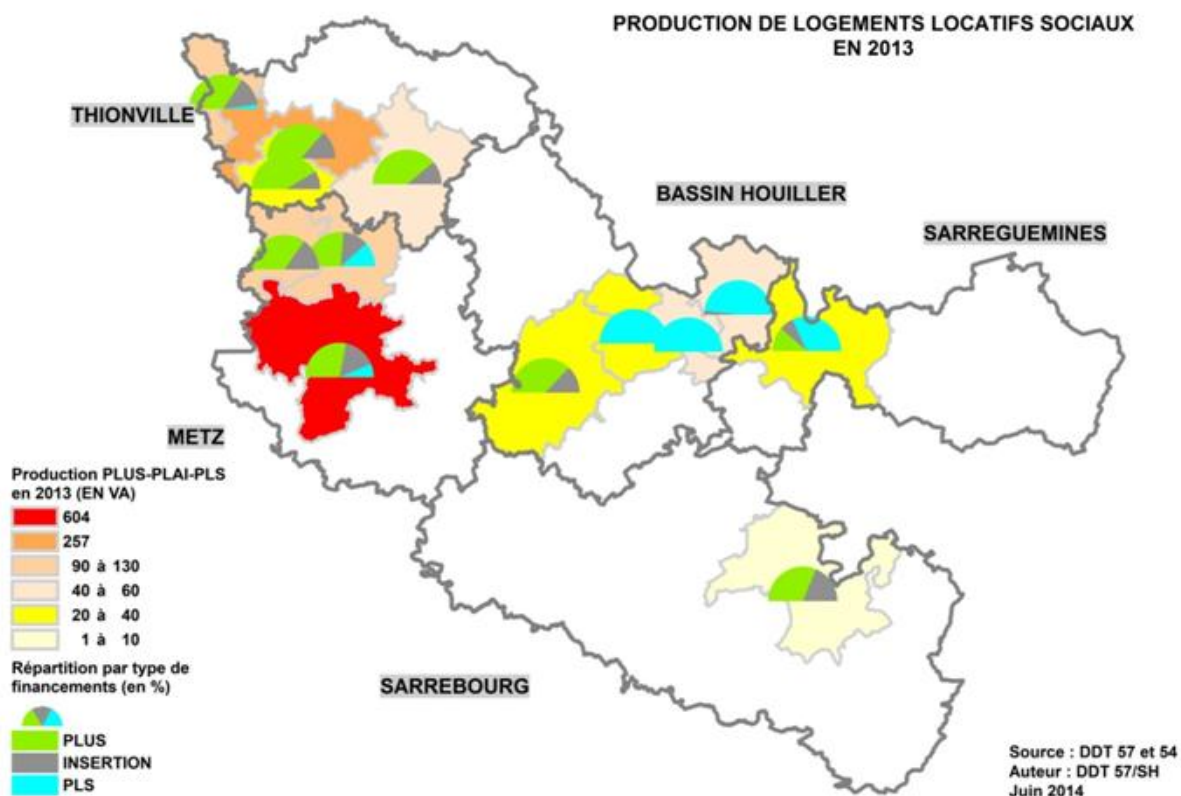 PRODUCTION DE LOGEMENTS LOCATIFS SOCIAUX
EN 2013
THIONVILLE
BASSIN HOUILLER
SARREGUEMINES
METZ
Production PLUS-PLAI-PLS
en 2013 (EN VA)
604
257
90 à 130
40 à 60
20 à 40
1 à 10
Répartition par type de
financements (en %)
PLUS
INSERTION
PLS
SARREBOURG
Source : DDT 57 et 54
Auteur : DDT 57/SH
Juin 2014